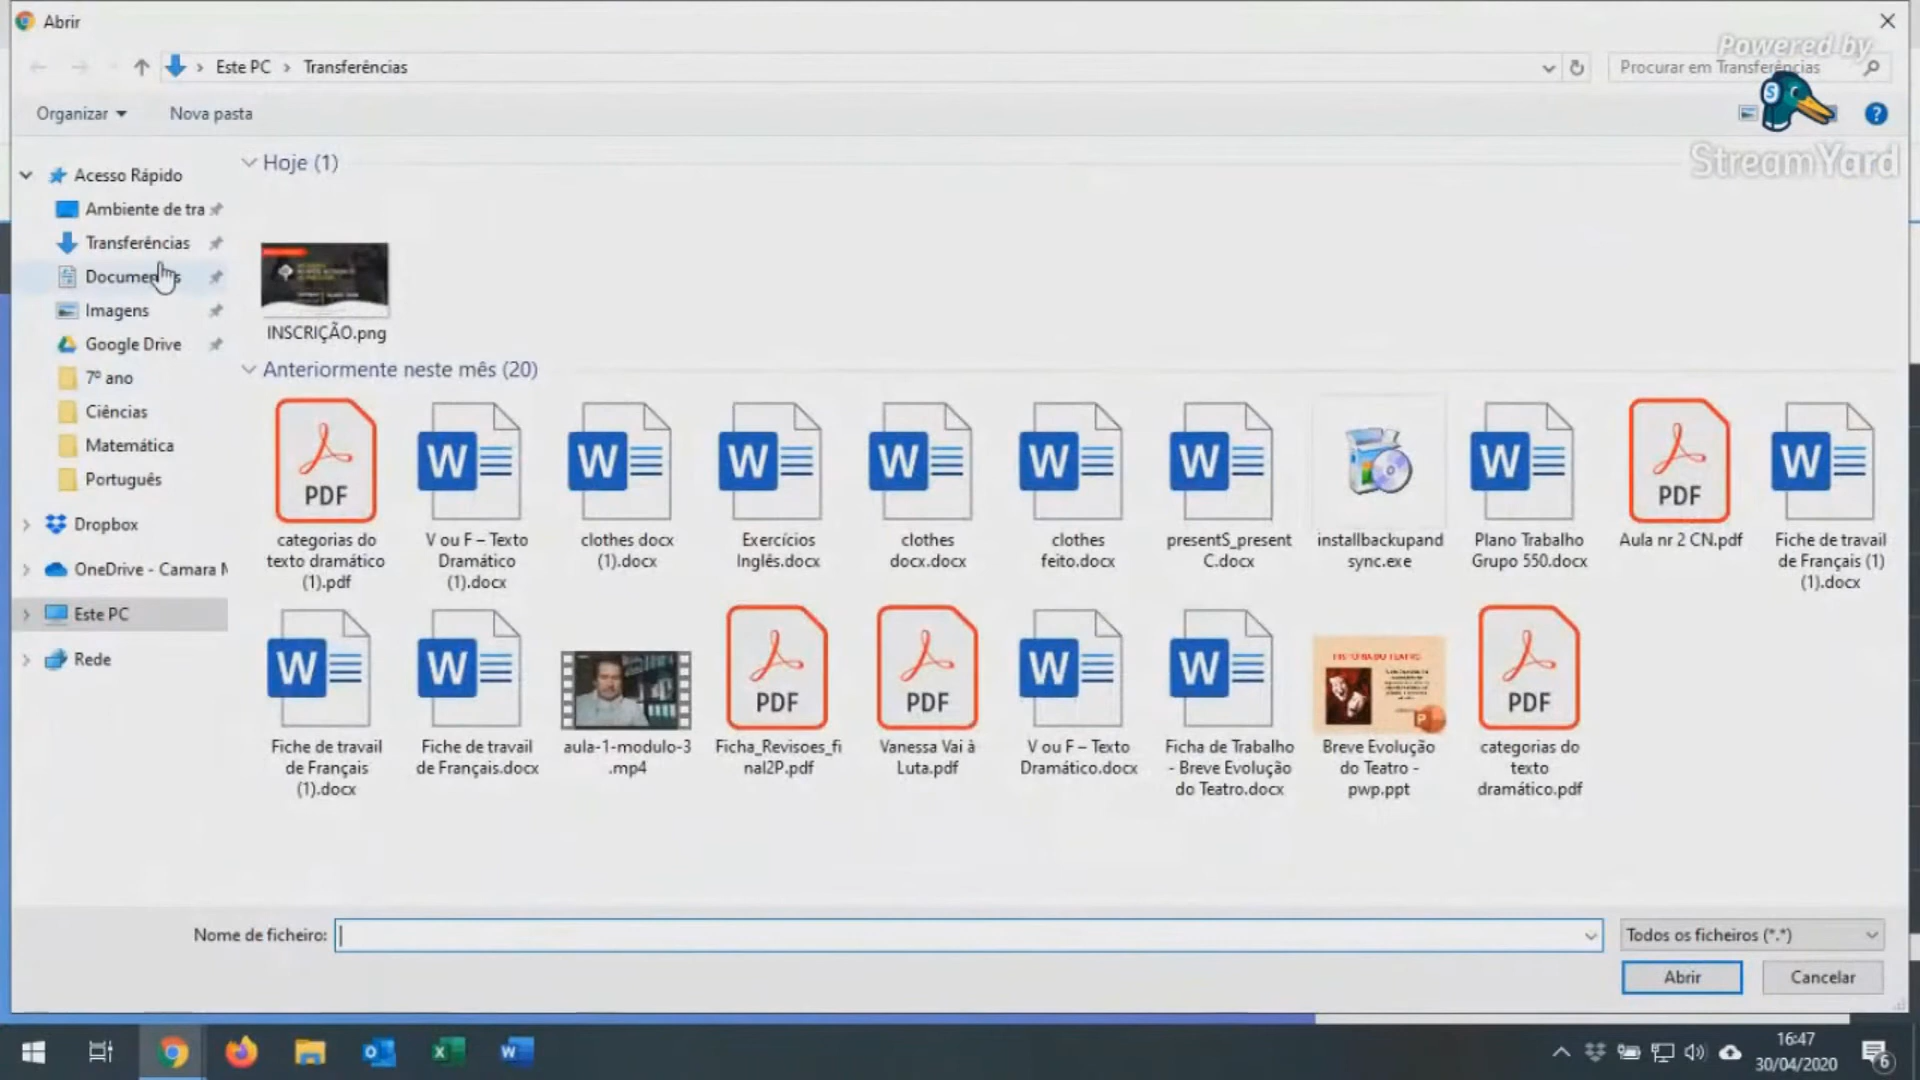 Abrir
Powered by
Este PC > Transferências
Procurar em Transferências
Organizar
Nova pasta
StreamYard
Acesso Rápido
Ambiente de tra
Transferências
Documentos
Imagens
Google Drive
7º ano
Ciências
Matemática
Português
Dropbox
OneDrive - Camara M
Este PC
Rede
Hoje (1)
INSCRIÇÃO.png
Anteriormente neste mês (20)
PDF
categorias do
texto dramático
(1).pdf
W
V ou F – Texto
Dramático
(1).docx
W
clothes docx
(1).docx
W
Exercícios
Inglês.docx
W
clothes
docx.docx
W
clothes
feito.docx
W
presentS_present
C.docx
installbackupand
sync.exe
W
Plano Trabalho
Grupo 550.docx
PDF
Aula nr 2 CN.pdf
W
Fiche de travail
de Français (1)
(1).docx
W
Fiche de travail
de Français
(1).docx
W
Fiche de travail
de Français.docx
aula-1-modulo-3
.mp4
PDF
Ficha_Revisoes_fi
nal2P.pdf
PDF
Vanessa Vai à
Luta.pdf
W
V ou F – Texto
Dramático.docx
W
Ficha de Trabalho
- Breve Evolução
do Teatro.docx
HISTÓRIA DO TEATRO
Breve Evolução
do Teatro -
pwp.ppt
PDF
categorias do
texto
dramático.pdf
Nome de ficheiro:
Todos os ficheiros (*.*)
Abrir
Cancelar
16:47
30/04/2020
6